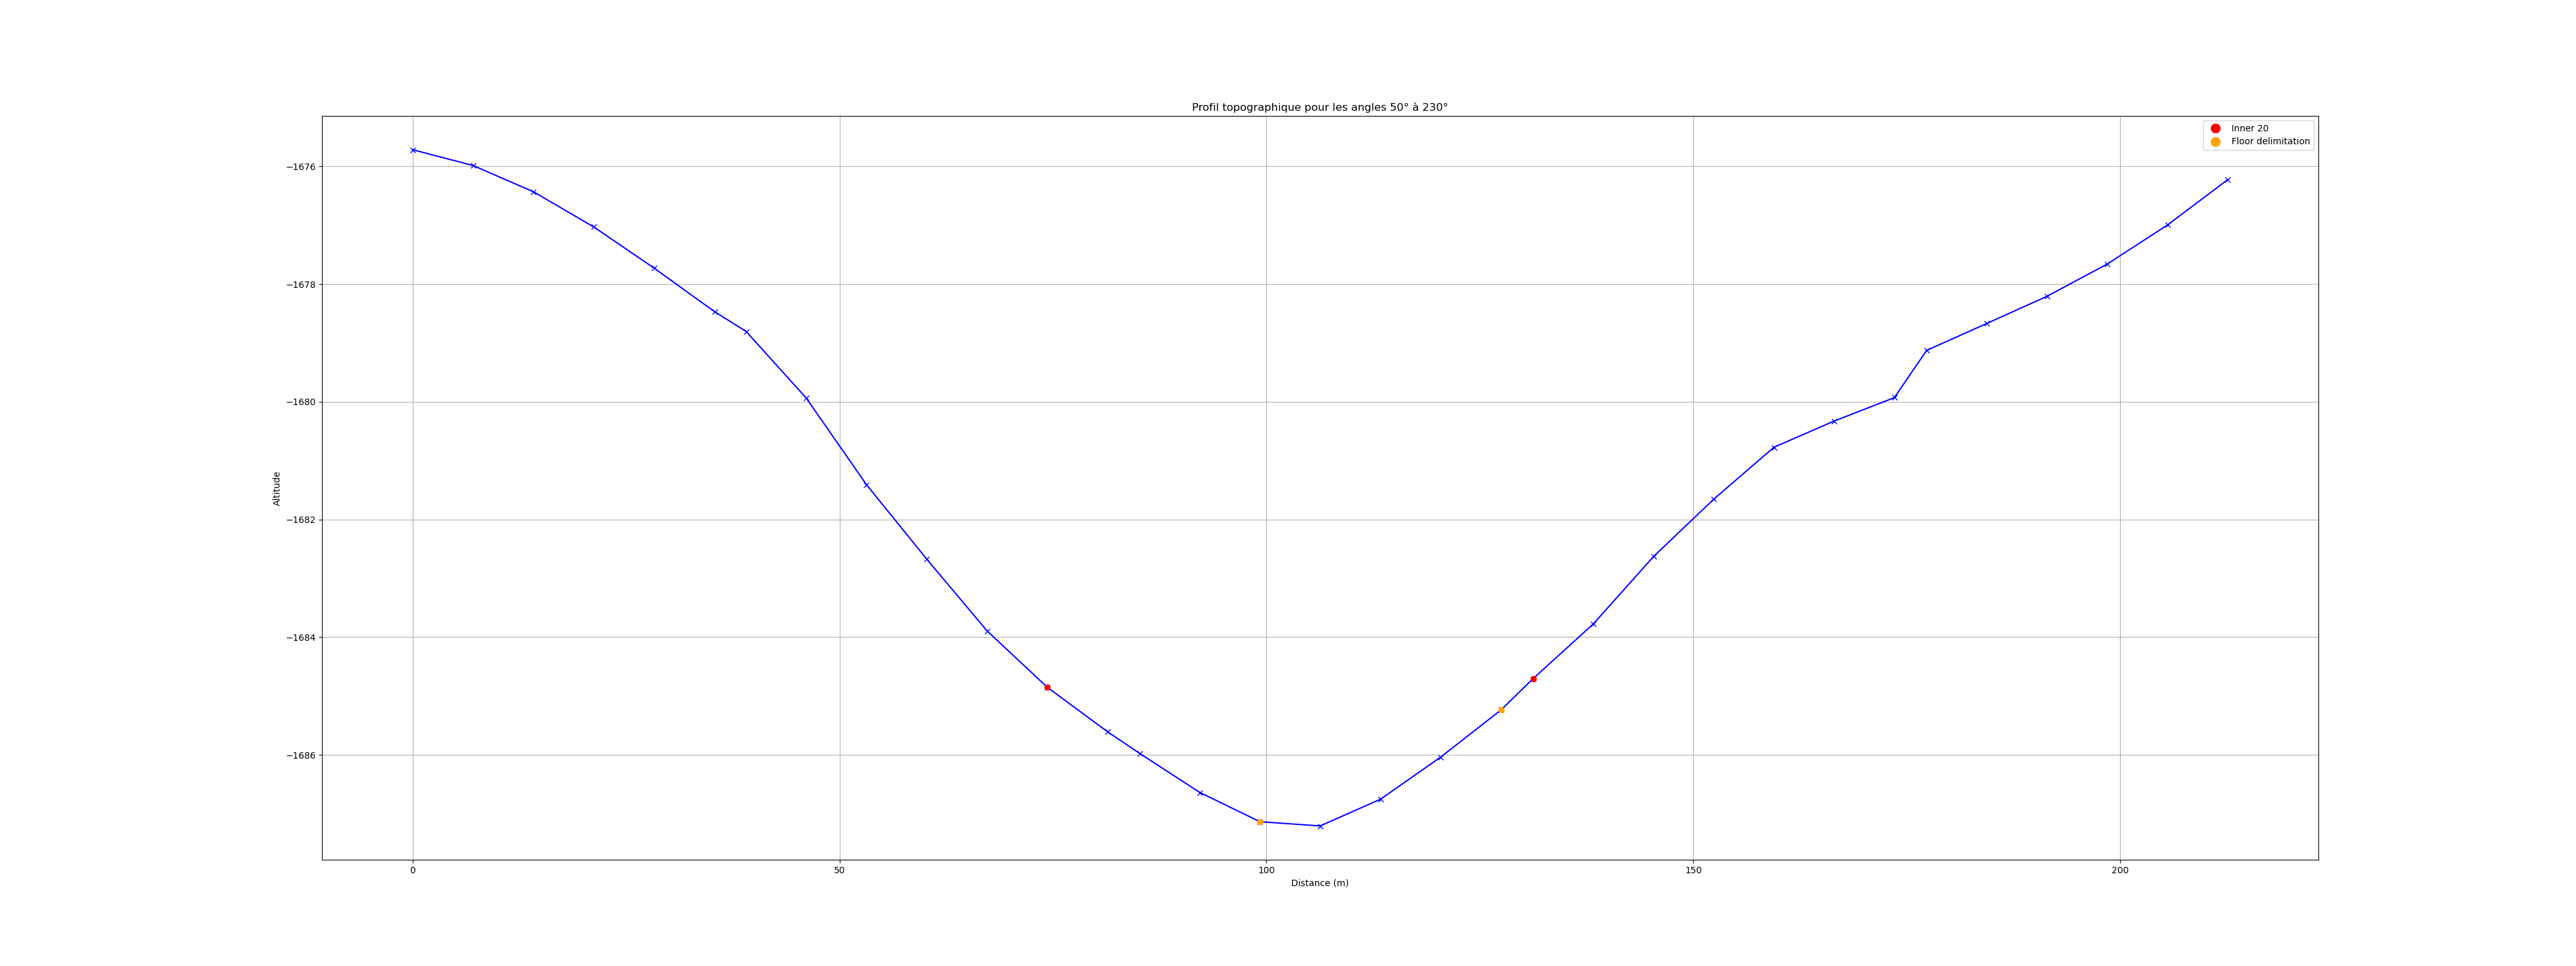 Profil topographique pour les angles 50° à 230°
Inner 20
Floor delimitation
Altitude
−1676
−1678
−1680
−1682
−1684
−1686
0 50 100 150 200
Distance (m)